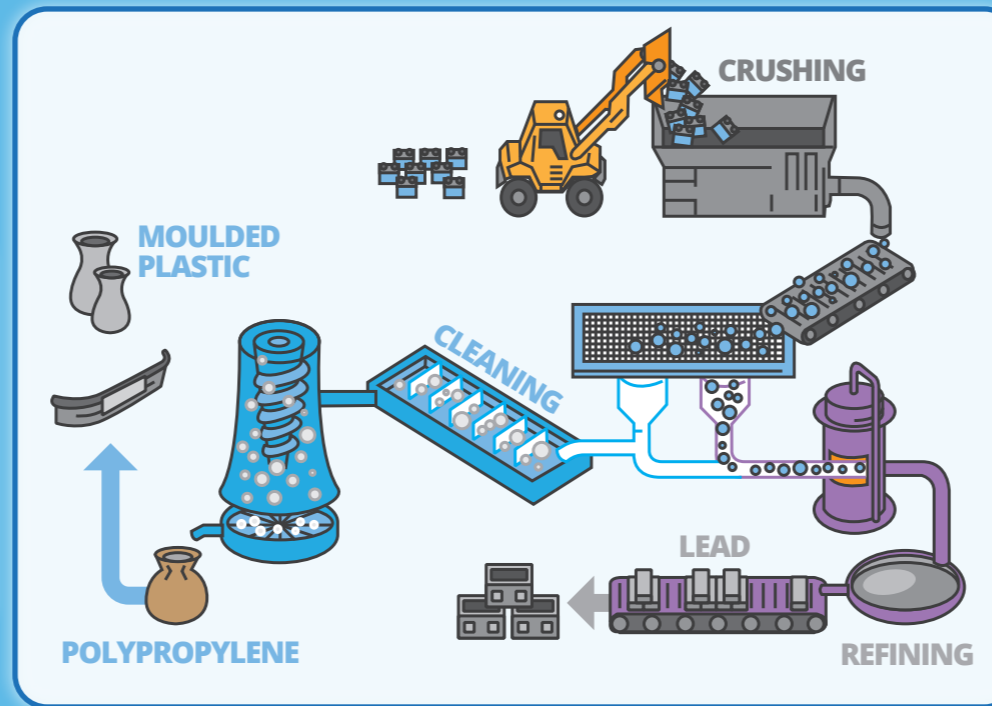 CRUSHING
MOULDED
PLASTIC
CLEANING
LEAD
POLYPROPYLENE
REFINING